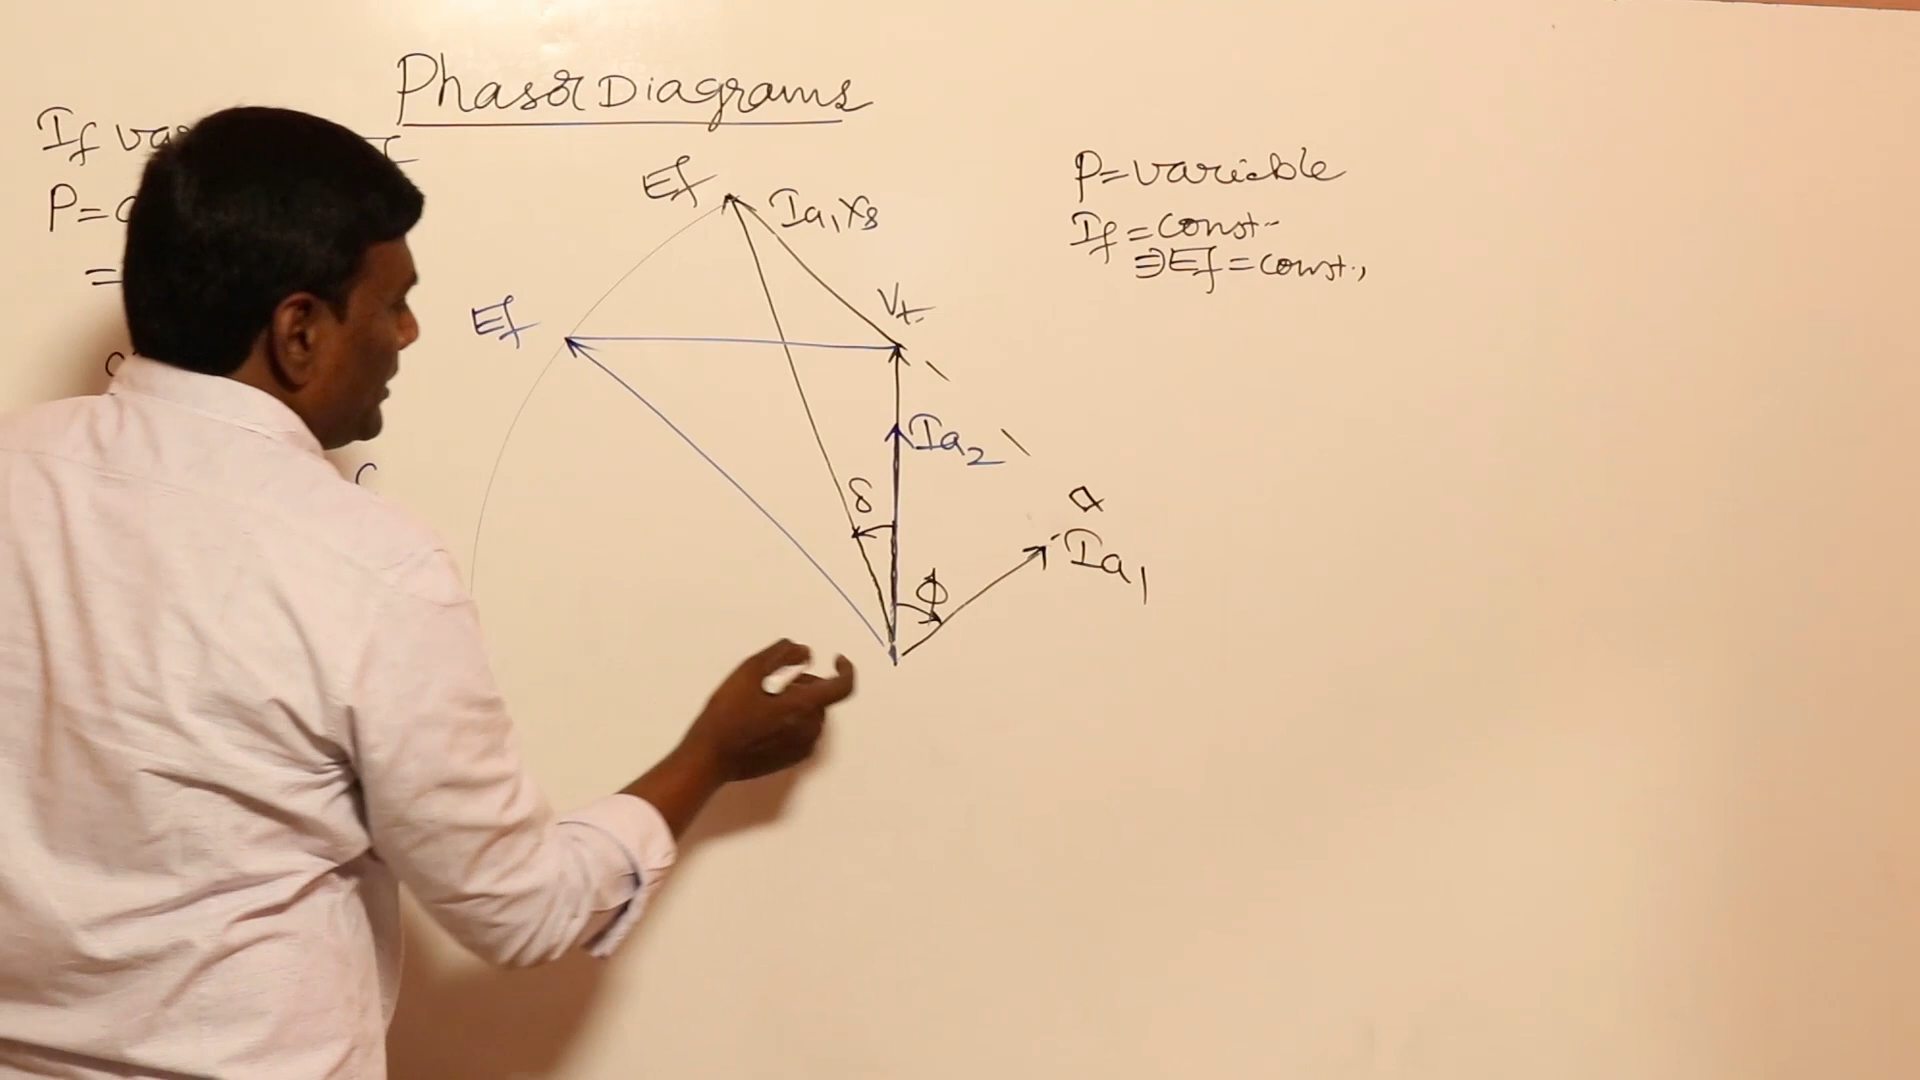 Phasor Diagrams
If
P=
=
Ef
Ia1Xs
Ef
Vt
Ia2
δ
a
Ia1
ϕ
P=variable
If=const
⇒Ef=const.,